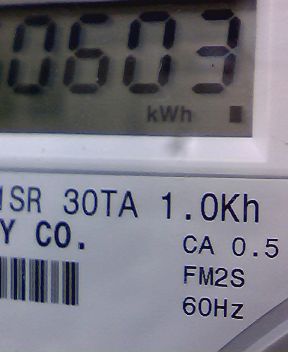 0603
kWh
SR 30TA 1.0Kh
Y CO.
CA 0.5
FM2S
60Hz